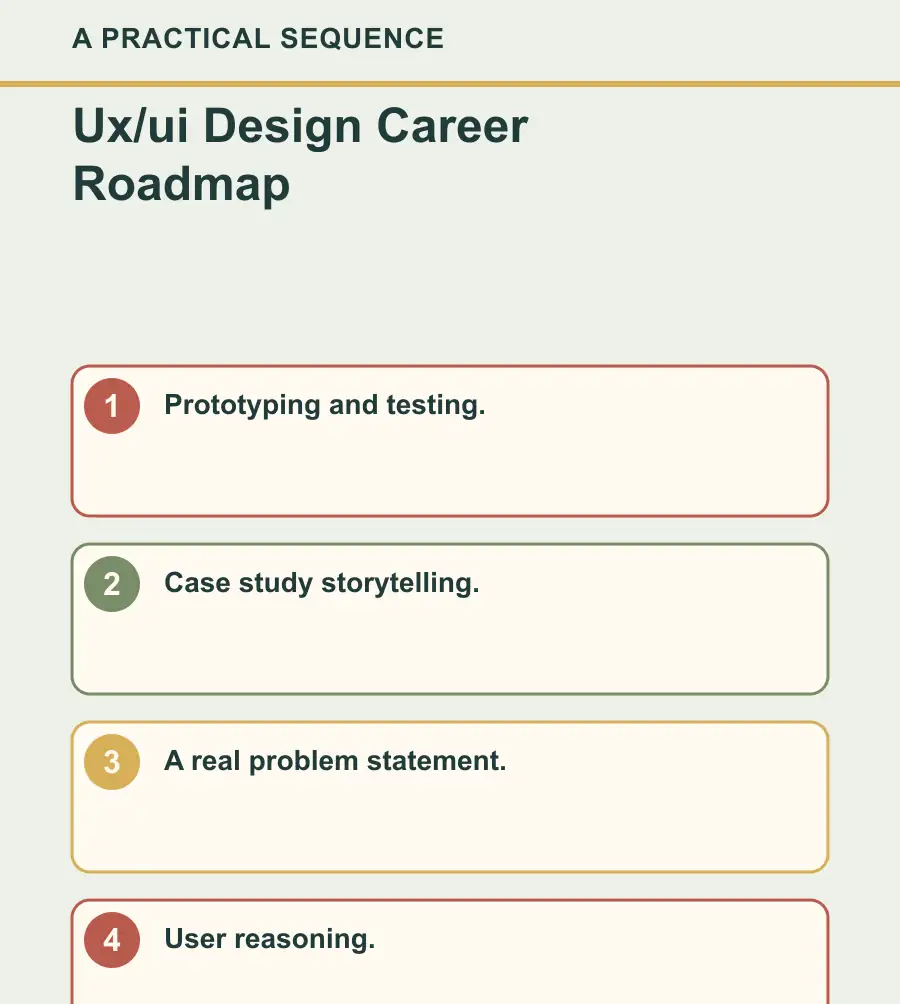 A PRACTICAL SEQUENCE
Ux/ui Design Career
Roadmap
1 Prototyping and testing.
2 Case study storytelling.
3 A real problem statement.
4 User reasoning.